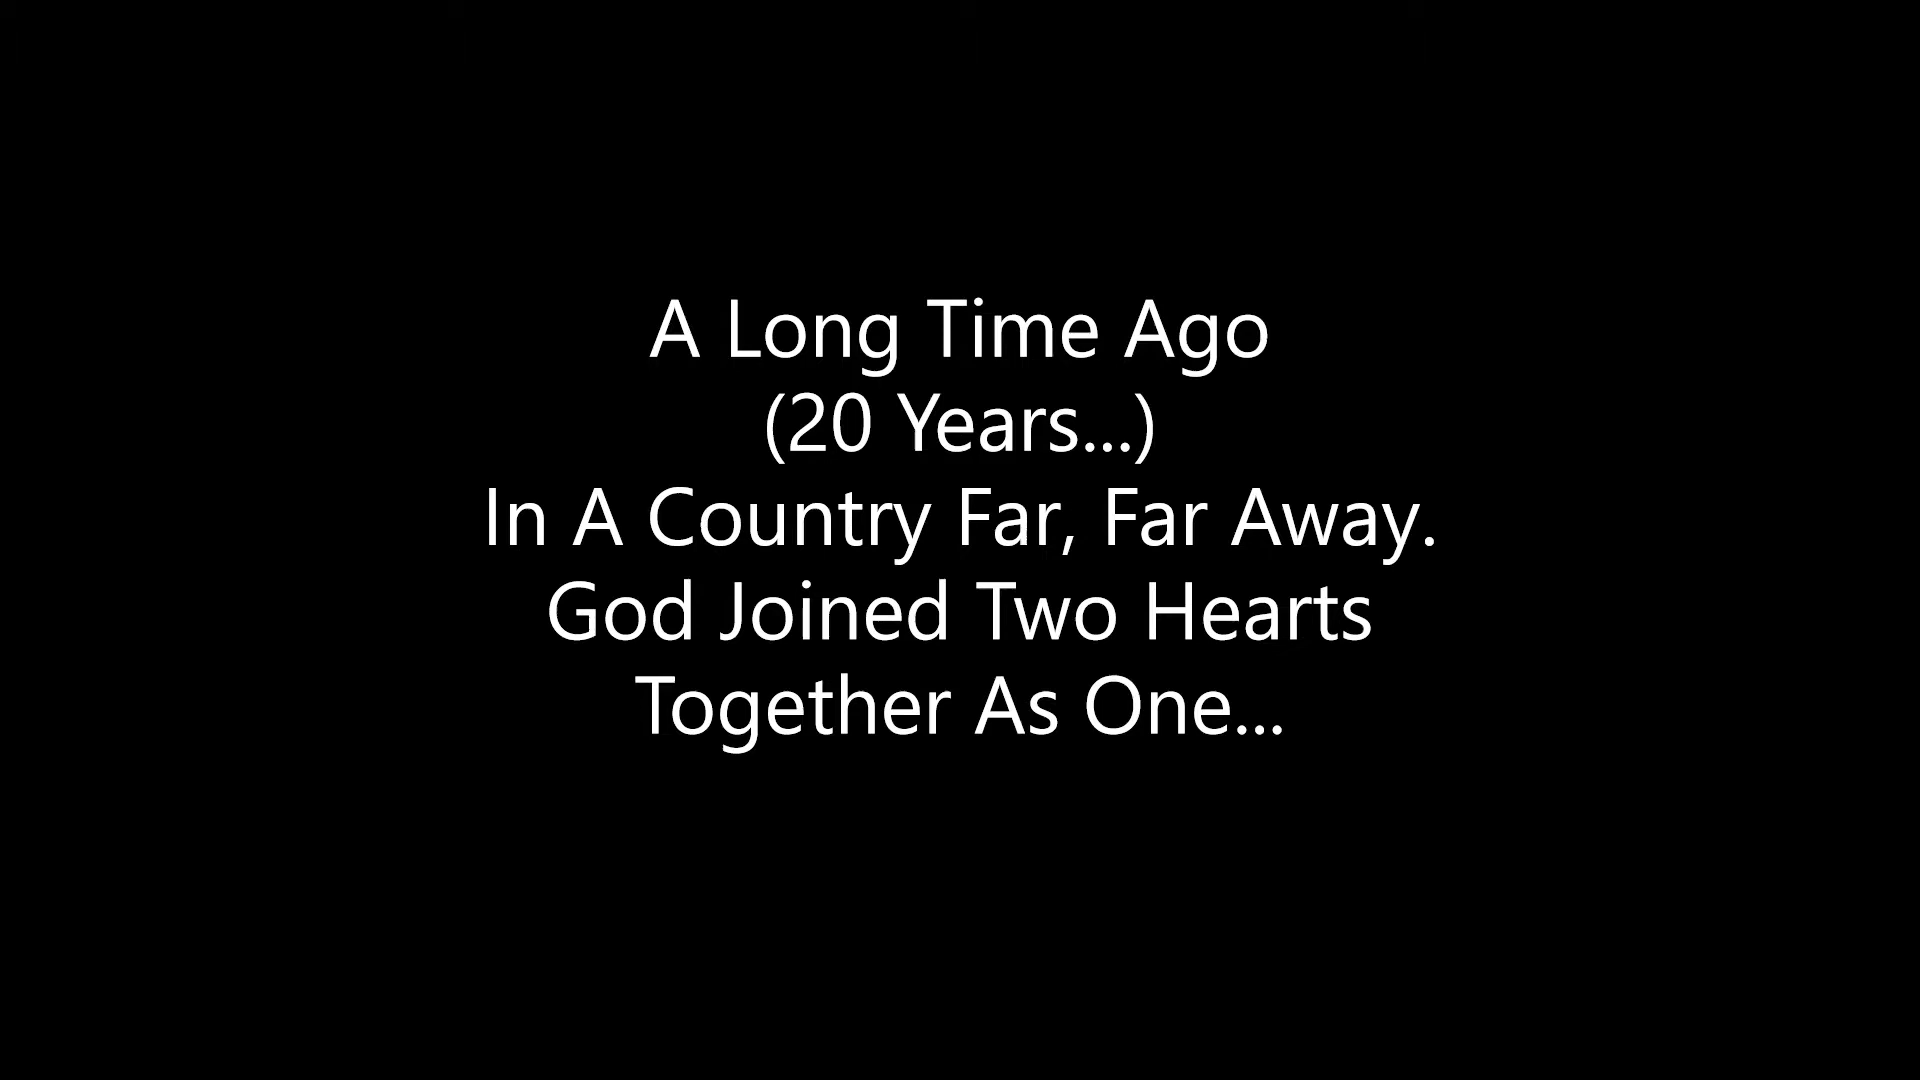 A Long Time Ago
(20 Years...)
In A Country Far, Far Away.
God Joined Two Hearts
Together As One...